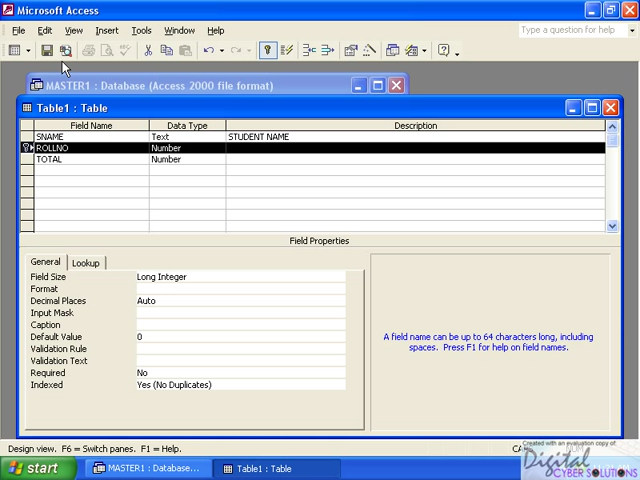 Microsoft Access
File Edit View Insert Tools Window Help
Type a question for help
MASTER1 : Database (Access 2000 file format)
Table1 : Table
Field Name Data Type Description
SNAME Text STUDENT NAME
ROLLNO Number
TOTAL Number
Field Properties
General Lookup
Field Size Long Integer
Format
Decimal Places Auto
Input Mask
Caption
Default Value 0
Validation Rule
Validation Text
Required No
Indexed Yes (No Duplicates)
A field name can be up to 64 characters long, including
spaces. Press F1 for help on field names.
Design view. F6 = Switch panes. F1 = Help.
NUM
Created with an evaluation copy of
Digital
CYBER SOLUTIONS
start
MASTER1 : Database...
Table1 : Table